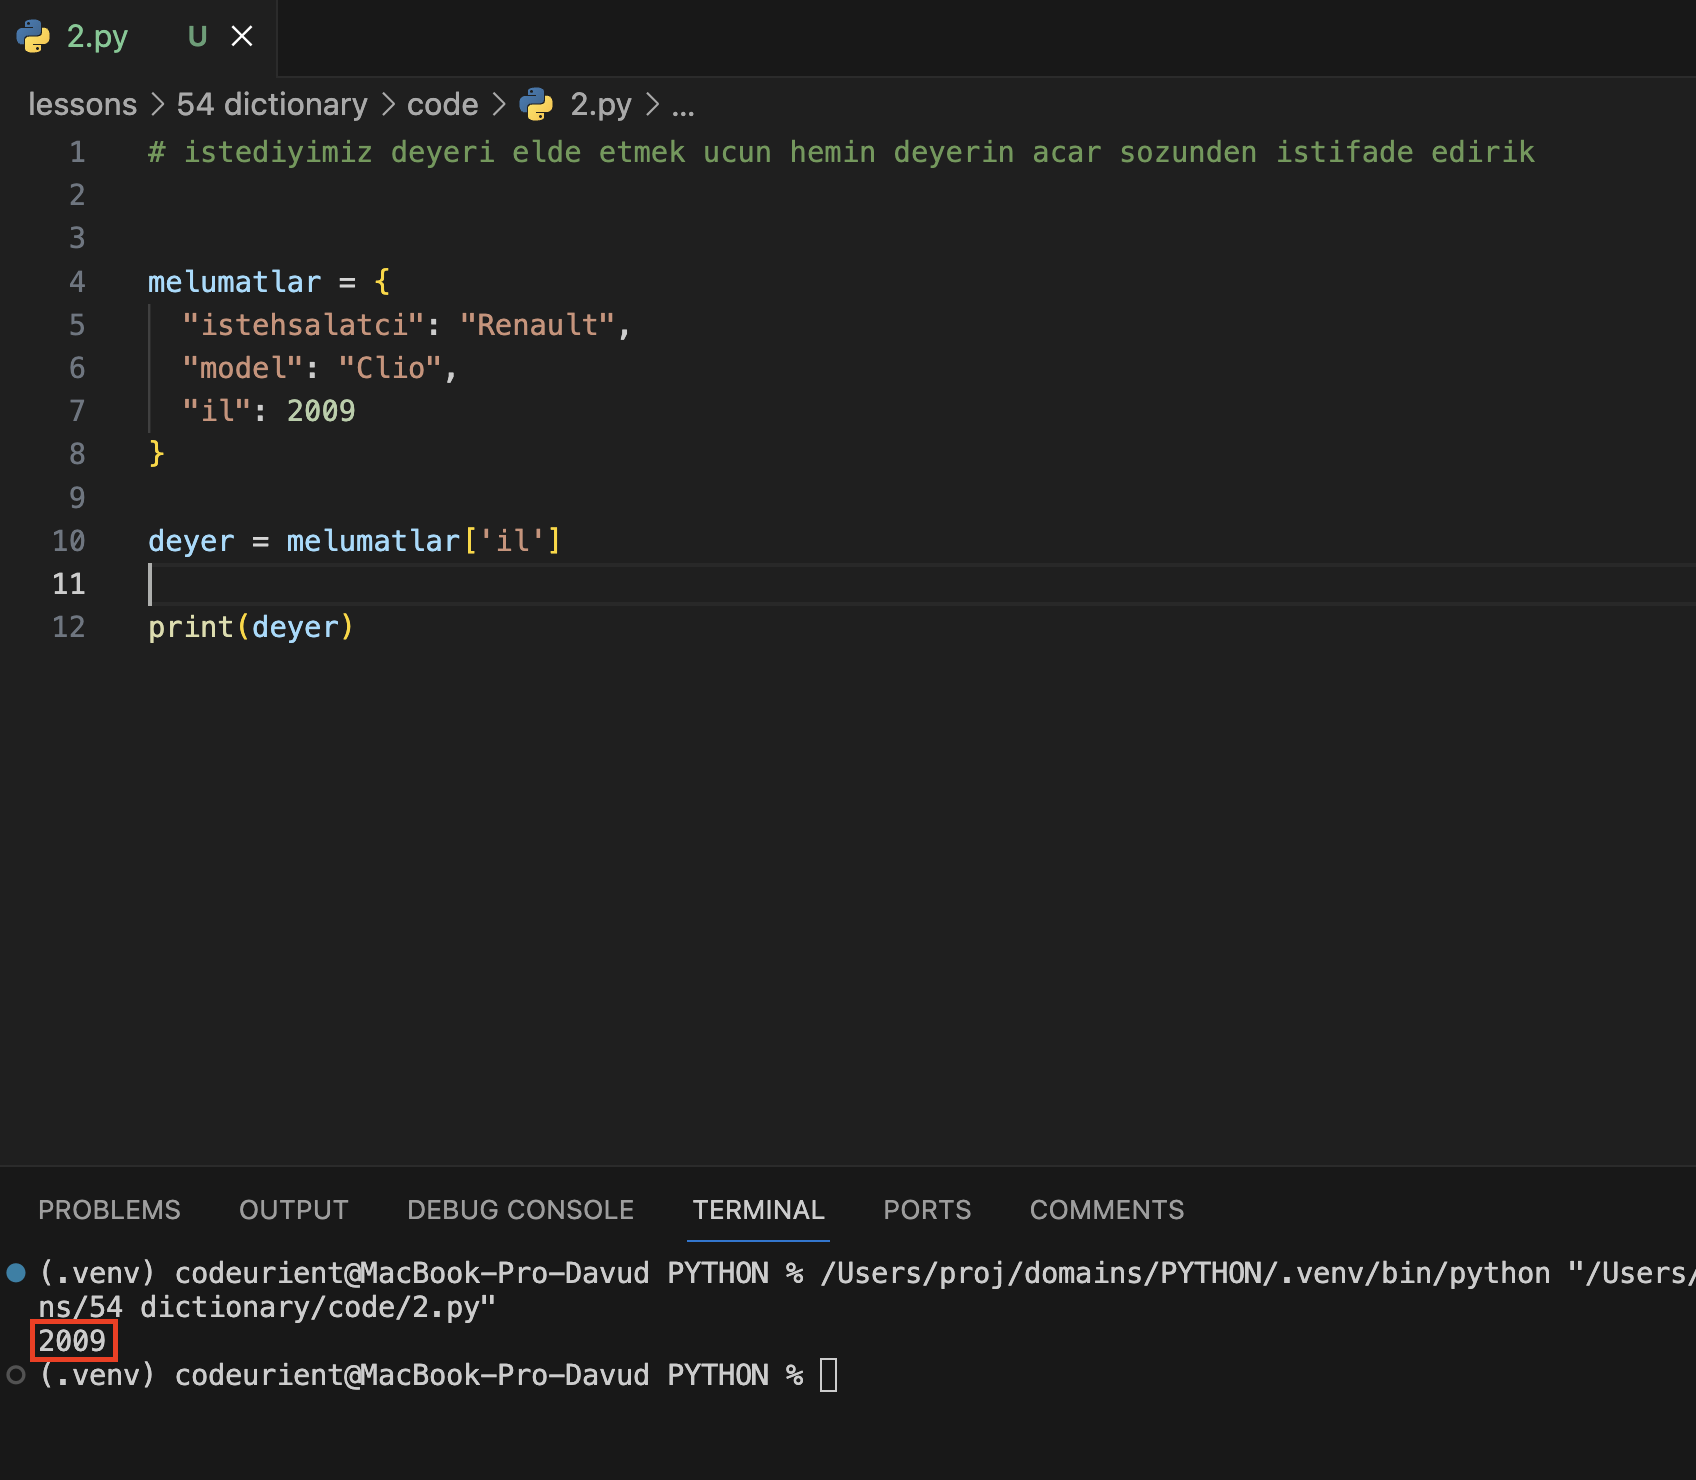 2.py U
lessons > 54 dictionary > code > 2.py > ...
1 # istediyimiz deyeri elde etmek ucun hemin deyerin acar sozunden istifade edirik
2
3
4 melumatlar = {
5 "istehsalatci": "Renault",
6 "model": "Clio",
7 "il": 2009
8 }
9
10 deyer = melumatlar['il']
11
12 print(deyer)
PROBLEMS OUTPUT DEBUG CONSOLE TERMINAL PORTS COMMENTS
(.venv) codeurient@MacBook-Pro-Davud PYTHON % /Users/proj/domains/PYTHON/.venv/bin/python "/Users/
ns/54 dictionary/code/2.py"
2009
(.venv) codeurient@MacBook-Pro-Davud PYTHON %